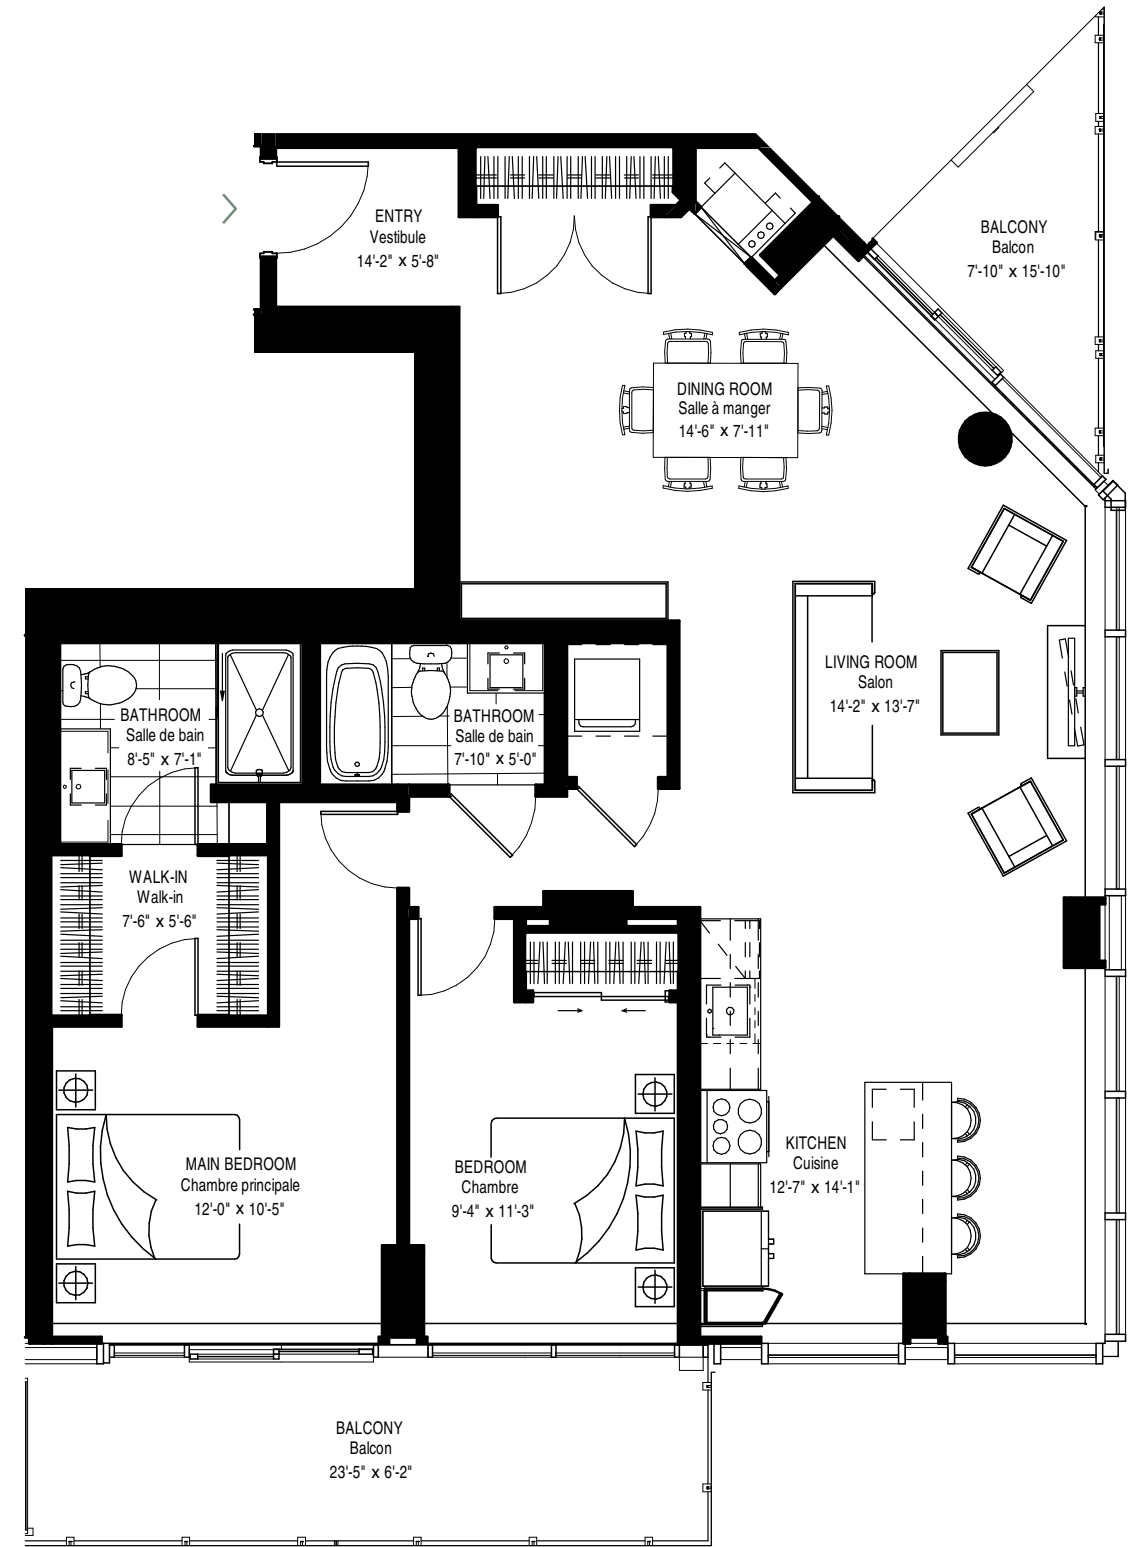 ENTRY
Vestibule
14'-2" x 5'-8"
BALCONY
Balcon
7'-10" x 15'-10"
DINING ROOM
Salle à manger
14'-6" x 7'-11"
LIVING ROOM
Salon
14'-2" x 13'-7"
BATHROOM
Salle de bain
8'-5" x 7'-1"
BATHROOM
Salle de bain
7'-10" x 5'-0"
WALK-IN
Walk-in
7'-6" x 5'-6"
MAIN BEDROOM
Chambre principale
12'-0" x 10'-5"
BEDROOM
Chambre
9'-4" x 11'-3"
KITCHEN
Cuisine
12'-7" x 14'-1"
BALCONY
Balcon
23'-5" x 6'-2"